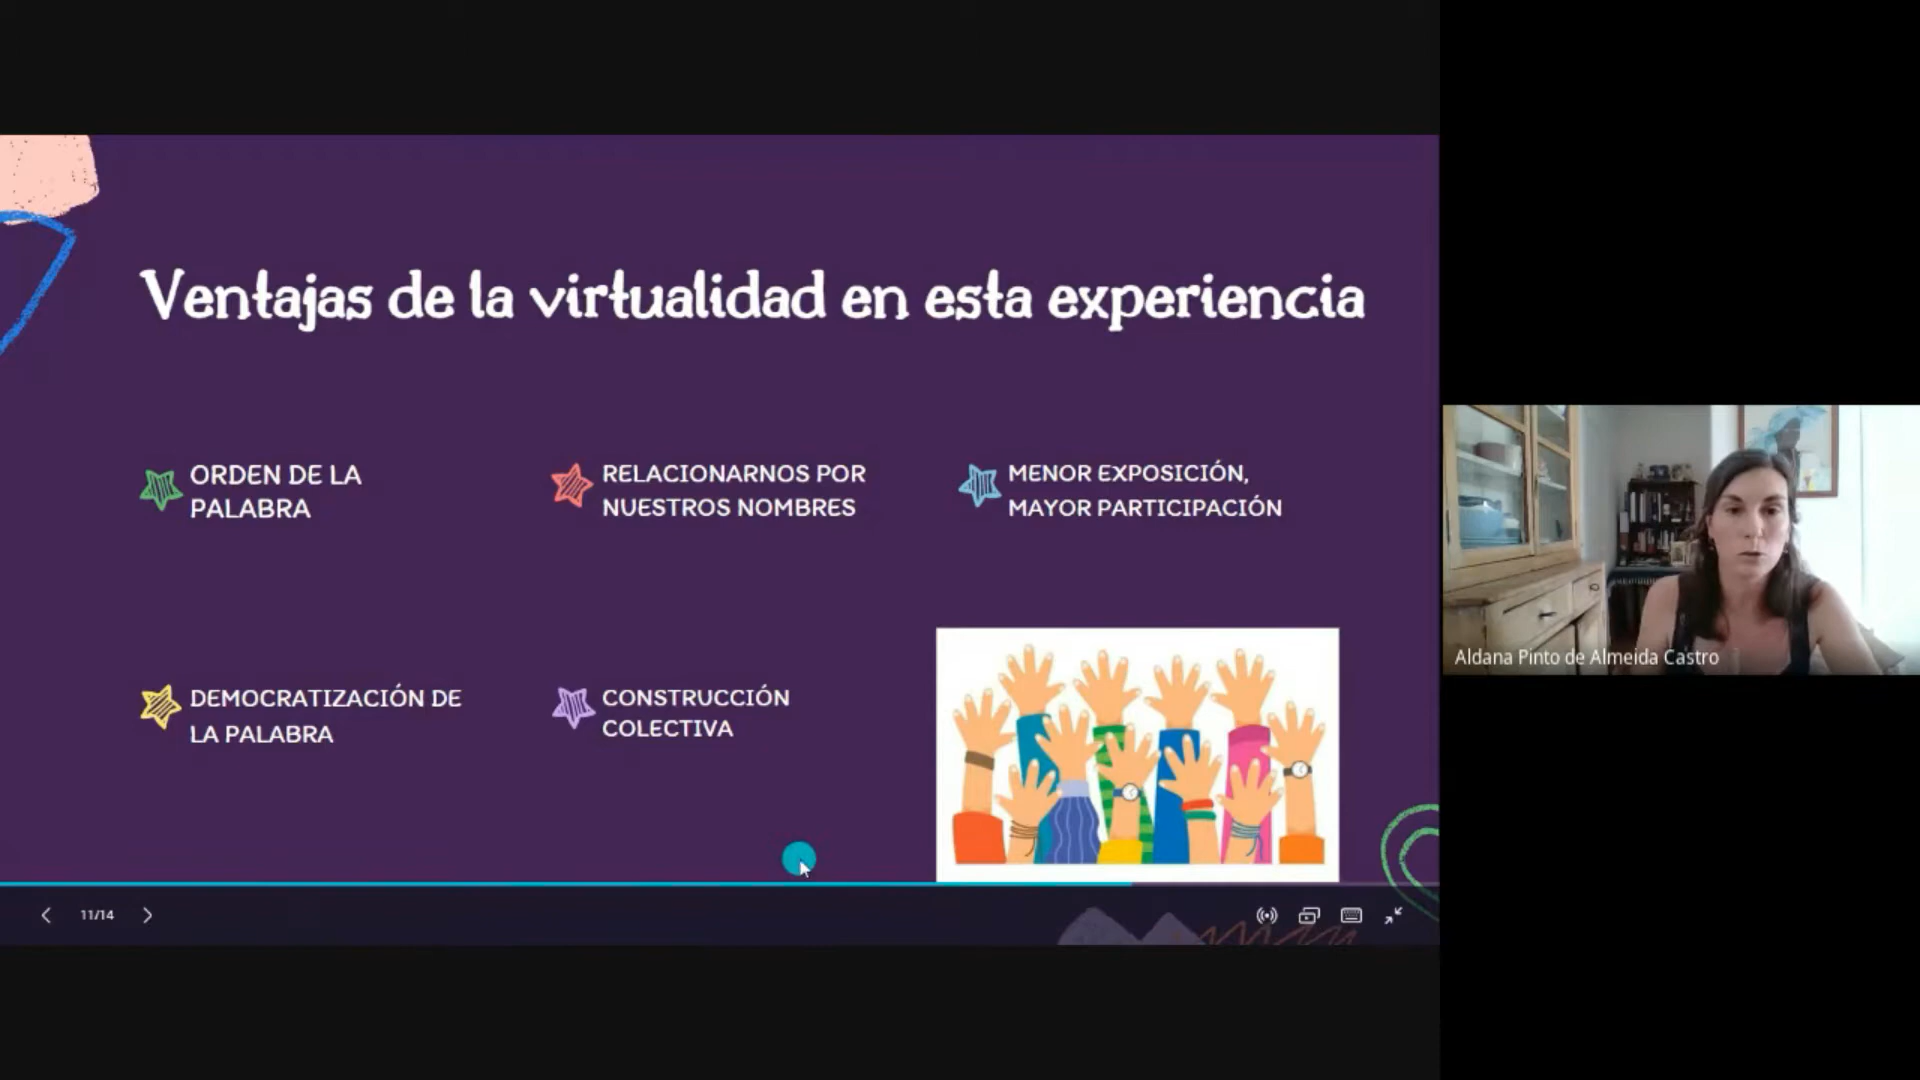 Ventajas de la virtualidad en esta experiencia
ORDEN DE LA
PALABRA
RELACIONARNOS POR
NUESTROS NOMBRES
MENOR EXPOSICIÓN,
MAYOR PARTICIPACIÓN
DEMOCRATIZACIÓN DE
LA PALABRA
CONSTRUCCIÓN
COLECTIVA
11/14
Aldana Pinto de Almeida Castro